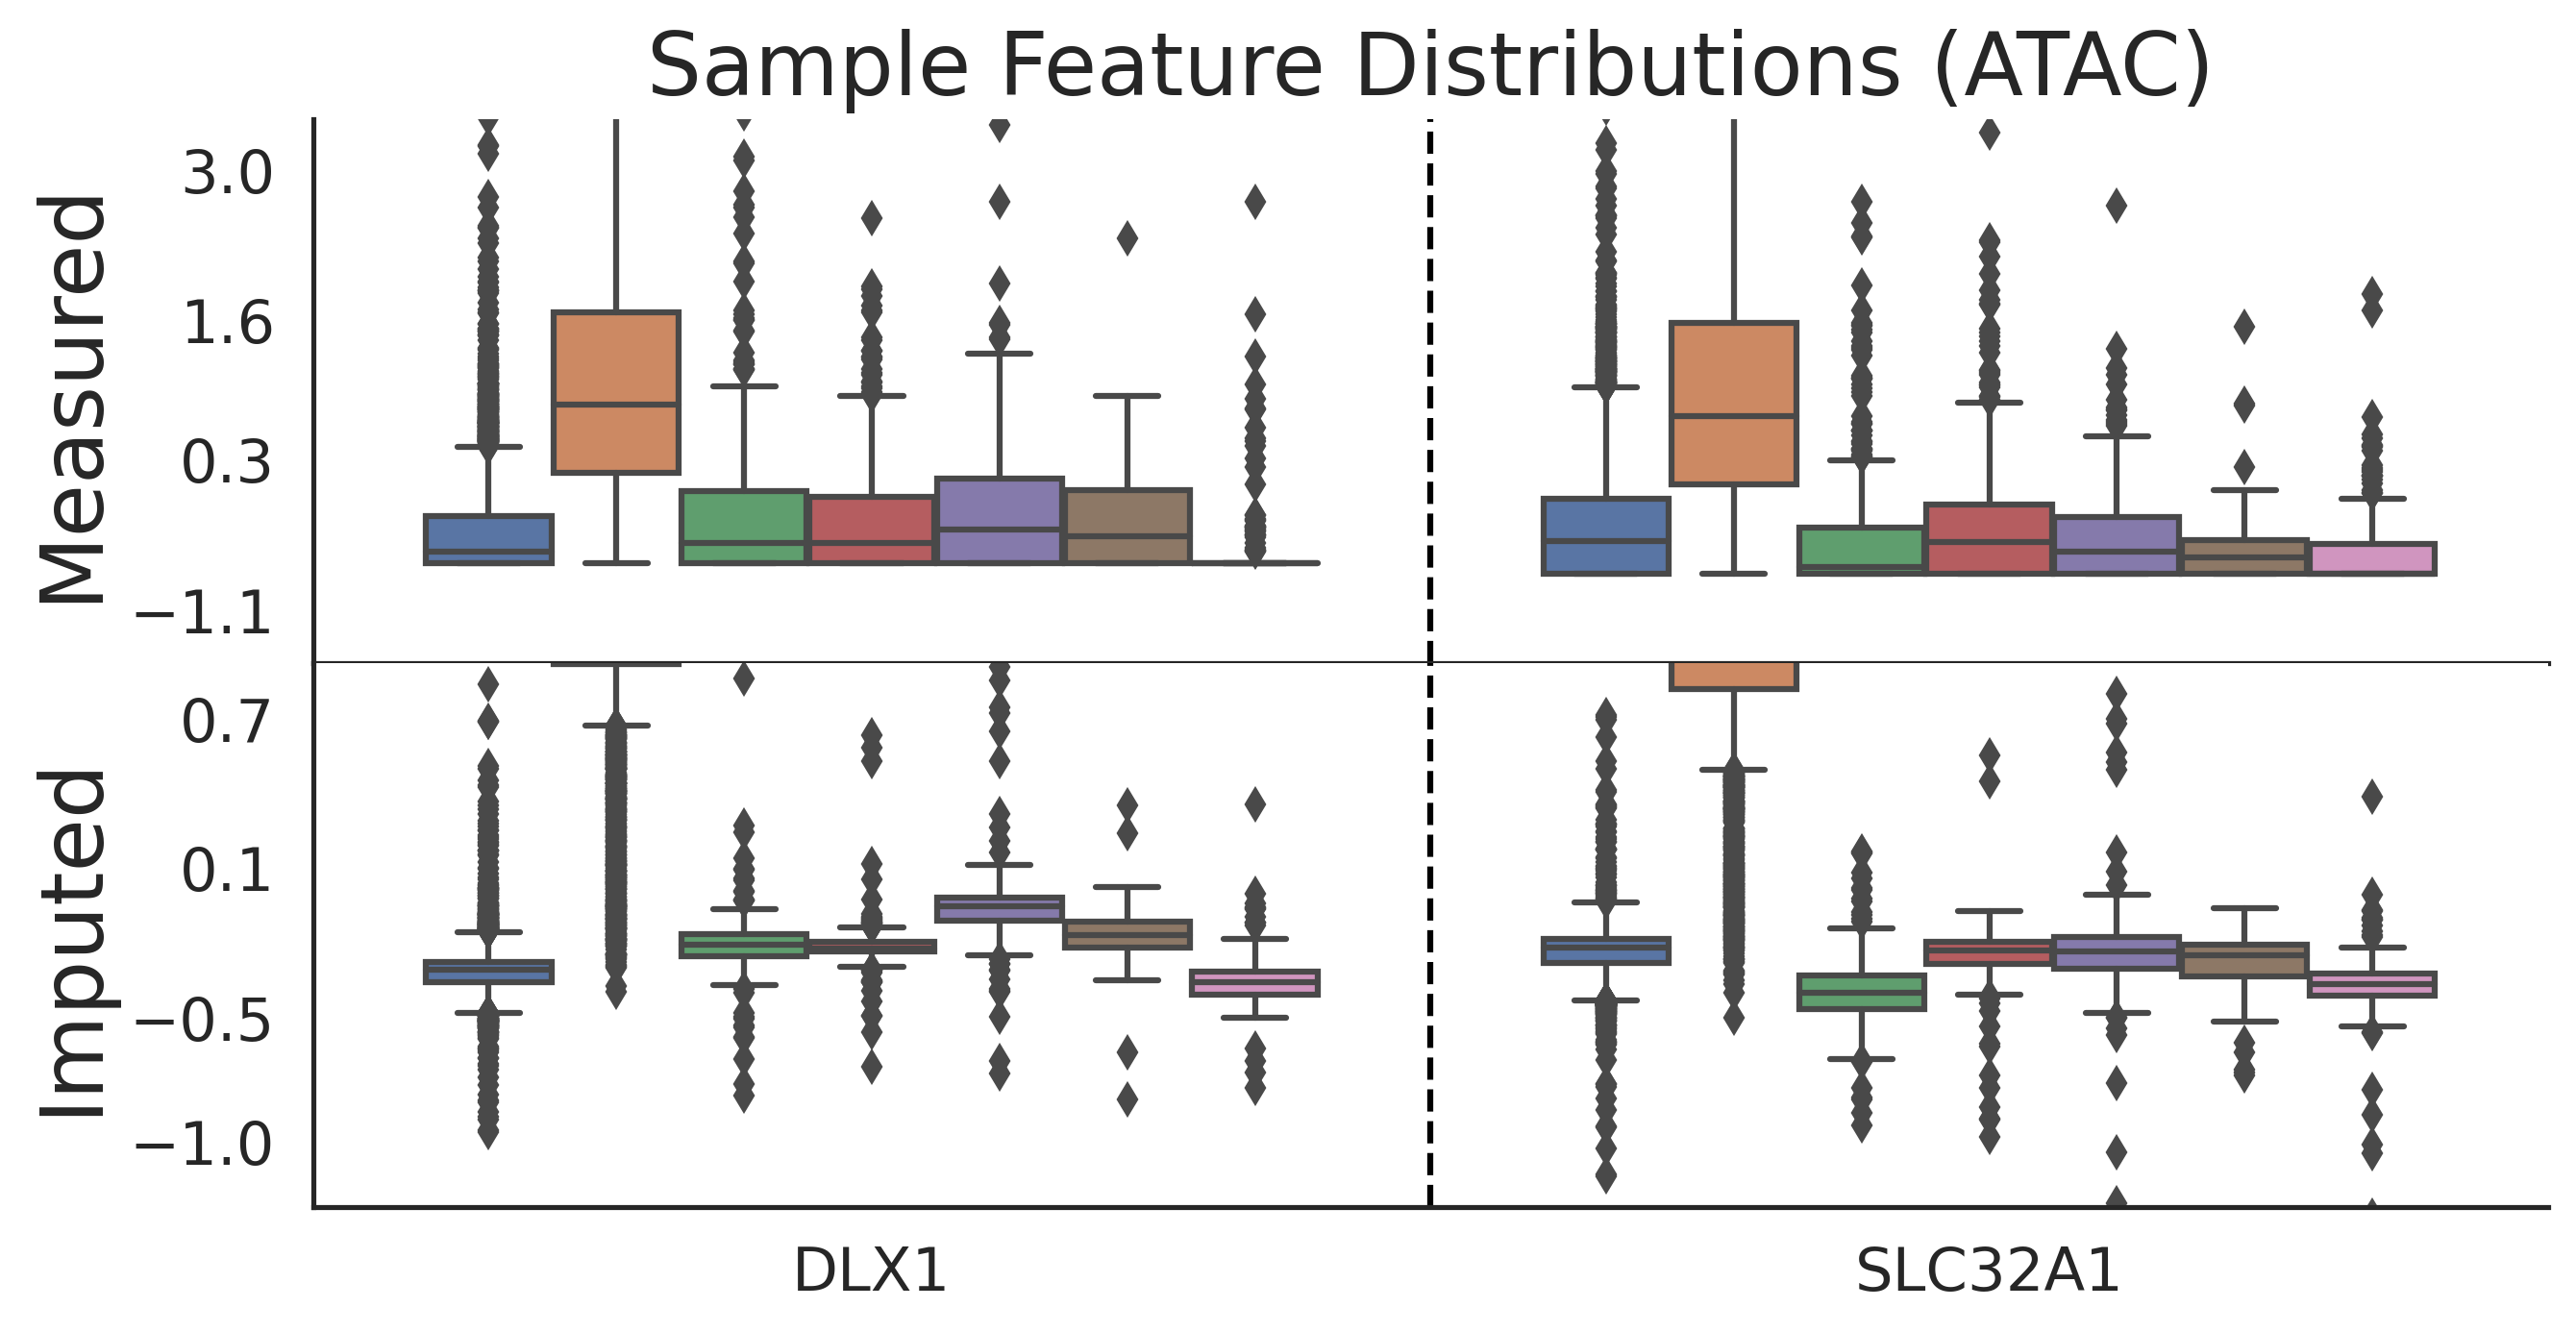 Sample Feature Distributions (ATAC)
Measured
3.0
1.6
0.3
−1.1
Imputed
0.7
0.1
−0.5
−1.0
DLX1
SLC32A1